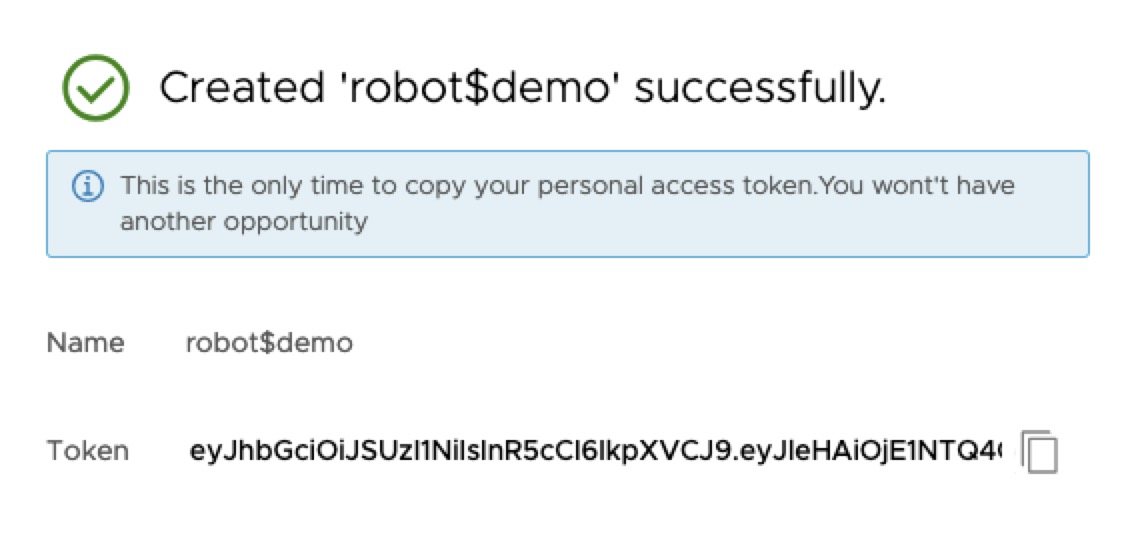 Created 'robot$demo' successfully.
This is the only time to copy your personal access token.You wont't have
another opportunity
Name
robot$demo
Token
eyJhbGciOiJSUzI1NiIsInR5cCI6IkpXVCJ9.eyJleHAiOjE1NTQ4